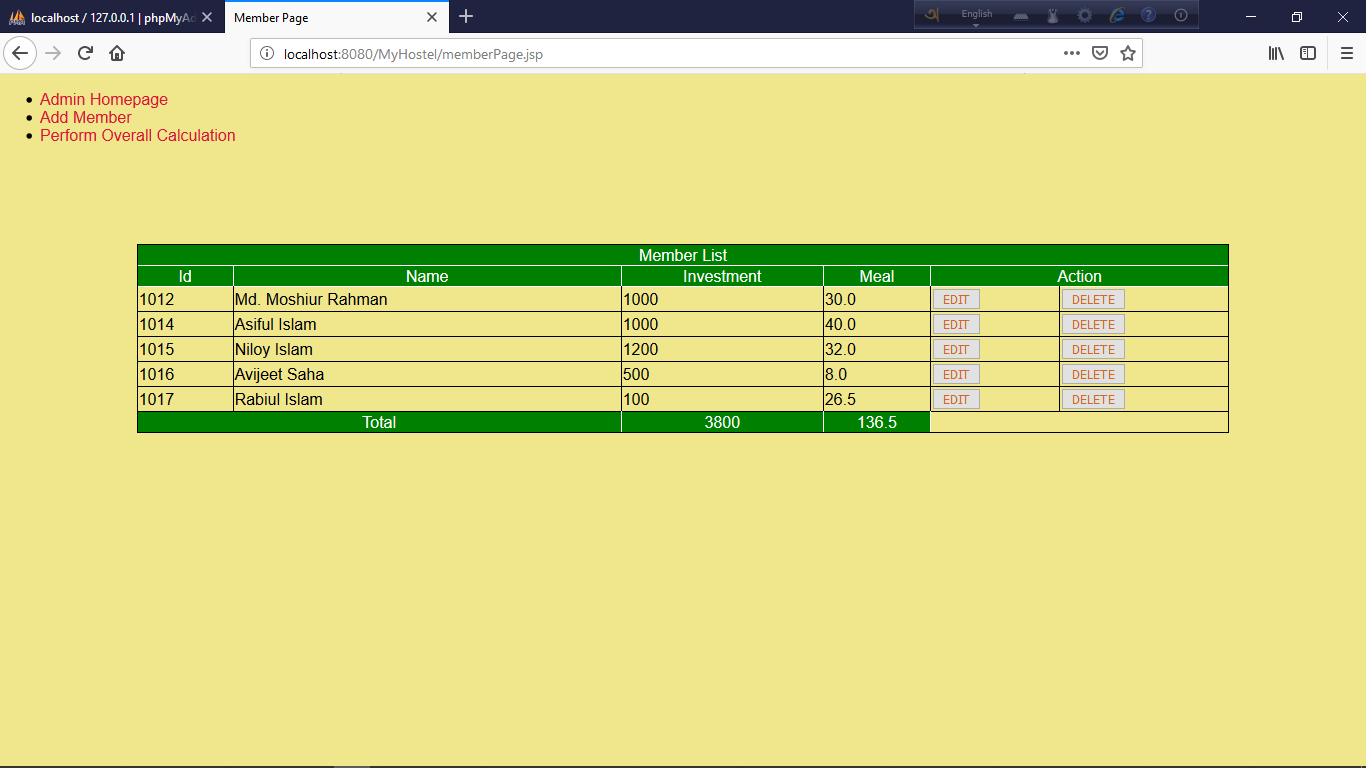 localhost / 127.0.0.1 | phpMyAd
Member Page
English
localhost:8080/MyHostel/memberPage.jsp
Admin Homepage
Add Member
Perform Overall Calculation
Member List
Id Name Investment Meal Action
1012 Md. Moshiur Rahman 1000 30.0 EDIT DELETE
1014 Asiful Islam 1000 40.0 EDIT DELETE
1015 Niloy Islam 1200 32.0 EDIT DELETE
1016 Avijeet Saha 500 8.0 EDIT DELETE
1017 Rabiul Islam 100 26.5 EDIT DELETE
Total 3800 136.5